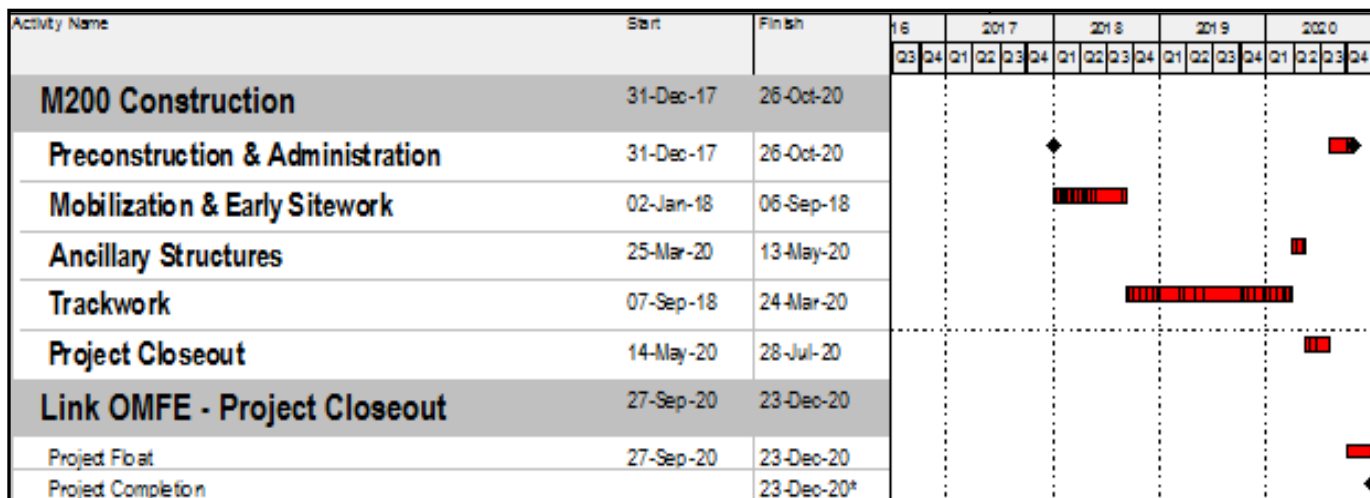 Activity Name Start Finish 16 2017 2018 2019 2020
Q3 Q4 Q1 Q2 Q3 Q4 Q1 Q2 Q3 Q4 Q1 Q2 Q3 Q4 Q1 Q2 Q3 Q4
M200 Construction 31-Dec-17 26-Oct-20
Preconstruction & Administration 31-Dec-17 26-Oct-20
Mobilization & Early Sitework 02-Jan-18 06-Sep-18
Ancillary Structures 25-Mar-20 13-May-20
Trackwork 07-Sep-18 24-Mar-20
Project Closeout 14-May-20 28-Jul-20
Link OMFE - Project Closeout 27-Sep-20 23-Dec-20
Project Float 27-Sep-20 23-Dec-20
Project Completion 23-Dec-20*